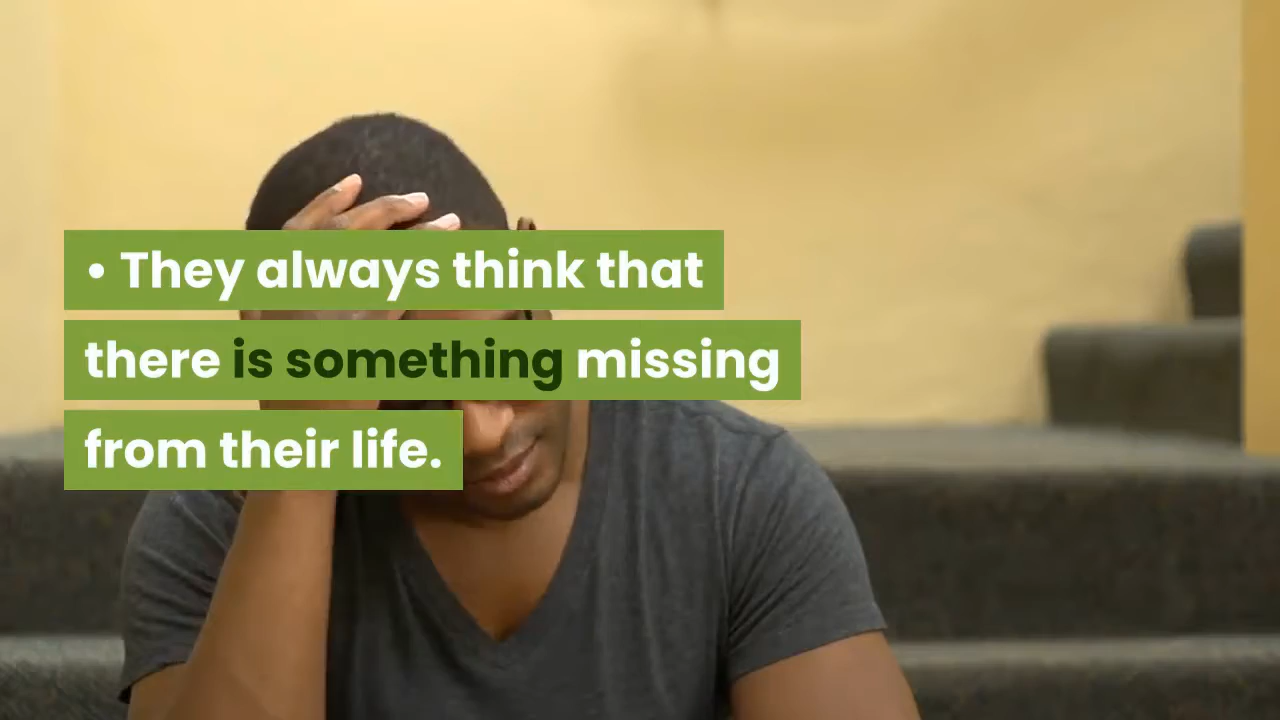 • They always think that
there is something missing
from their life.